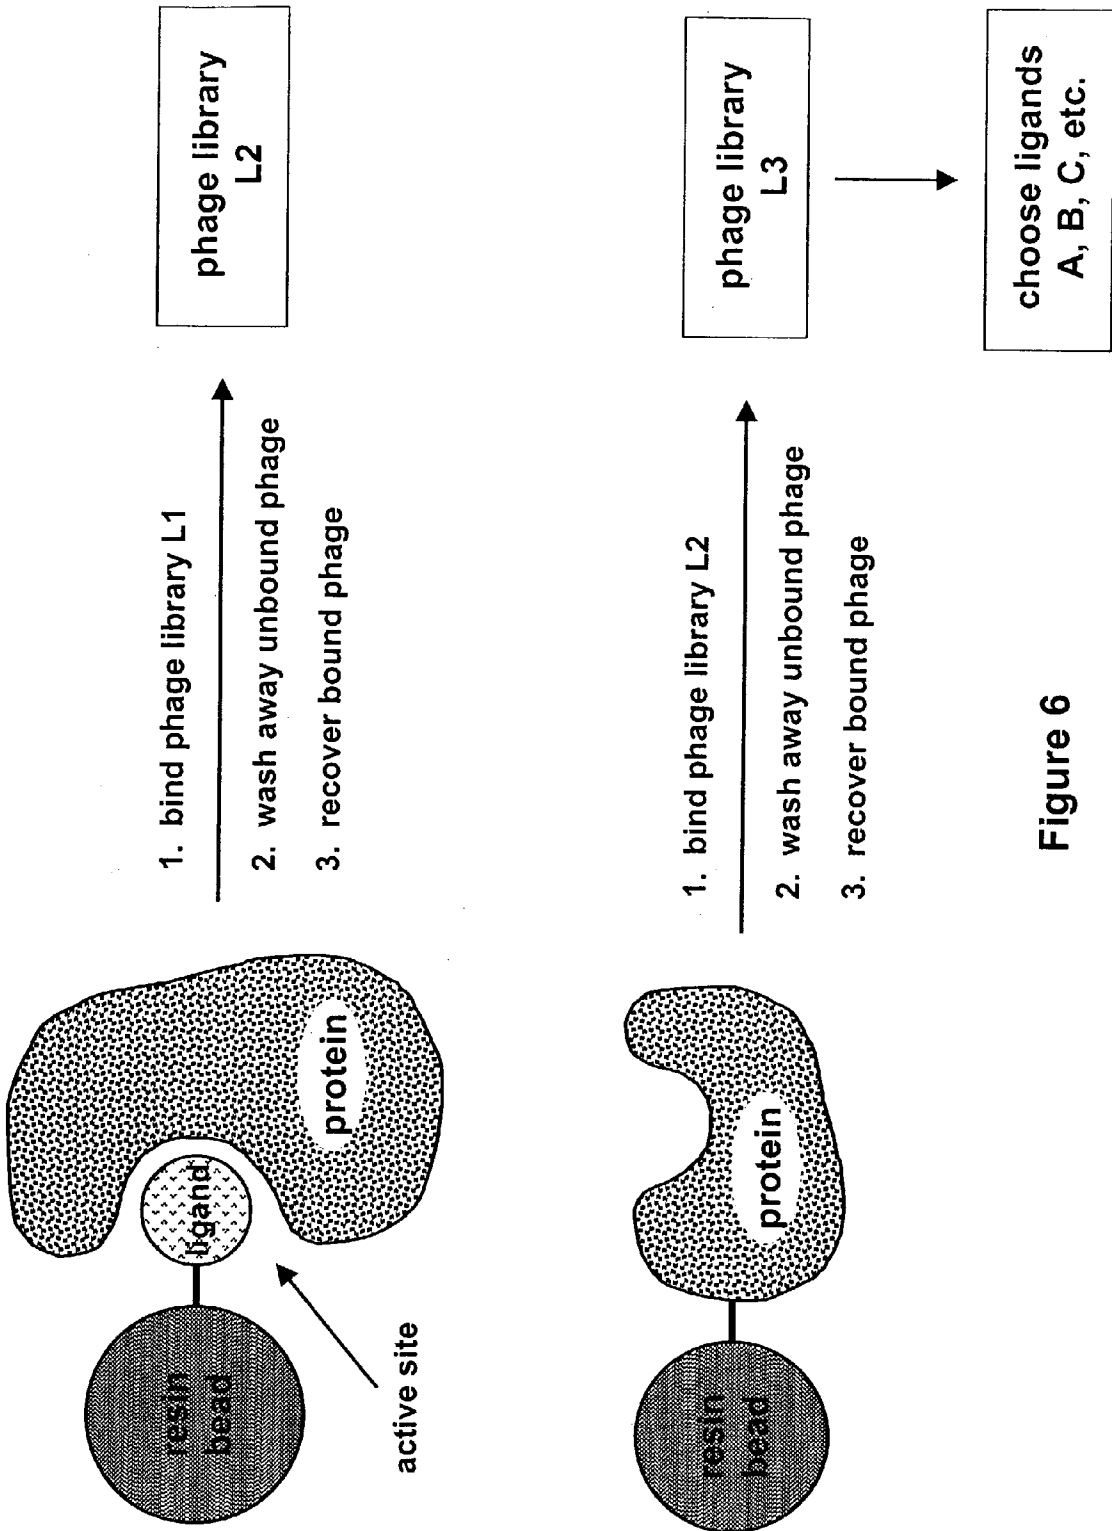 resin
bead
ligand
protein
active site
1. bind phage library L1
2. wash away unbound phage
3. recover bound phage
phage library
L2
resin
bead
protein
1. bind phage library L2
2. wash away unbound phage
3. recover bound phage
phage library
L3
choose ligands
A, B, C, etc.
Figure 6